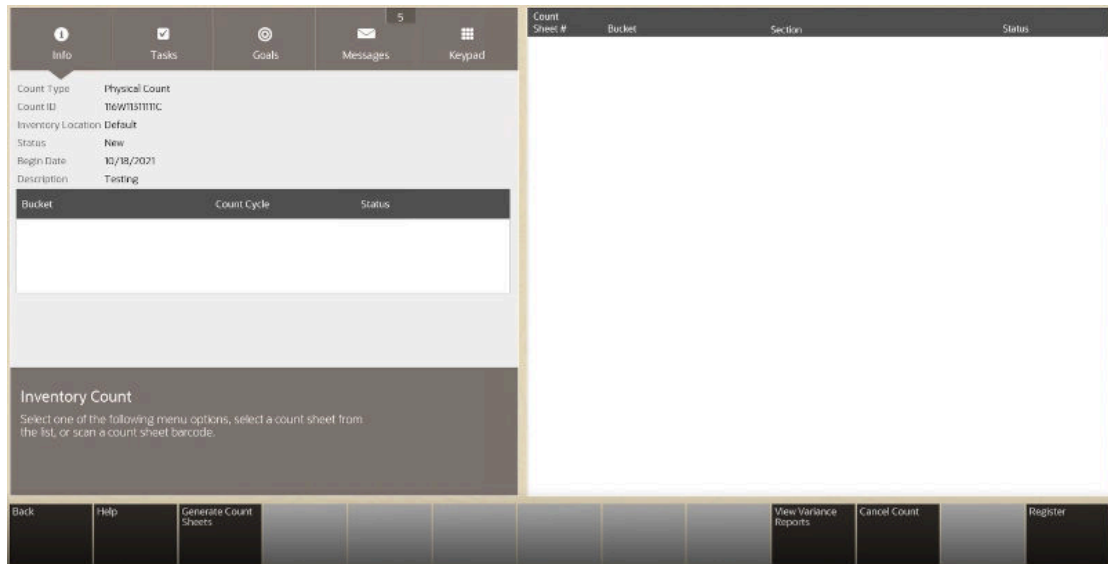 5
Info Tasks Goals Messages Keypad
Count Type Physical Count
Count ID
Inventory Location Default
Status New
Begin Date 10/18/2021
Description Testing
Bucket Count Cycle Status
Inventory Count
Select one of the following menu options, select a count sheet from
the list, or scan a count sheet barcode.
Count
Sheet # Bucket Section Status
Back Help Generate Count View Variance Cancel Count Register
Sheets Reports